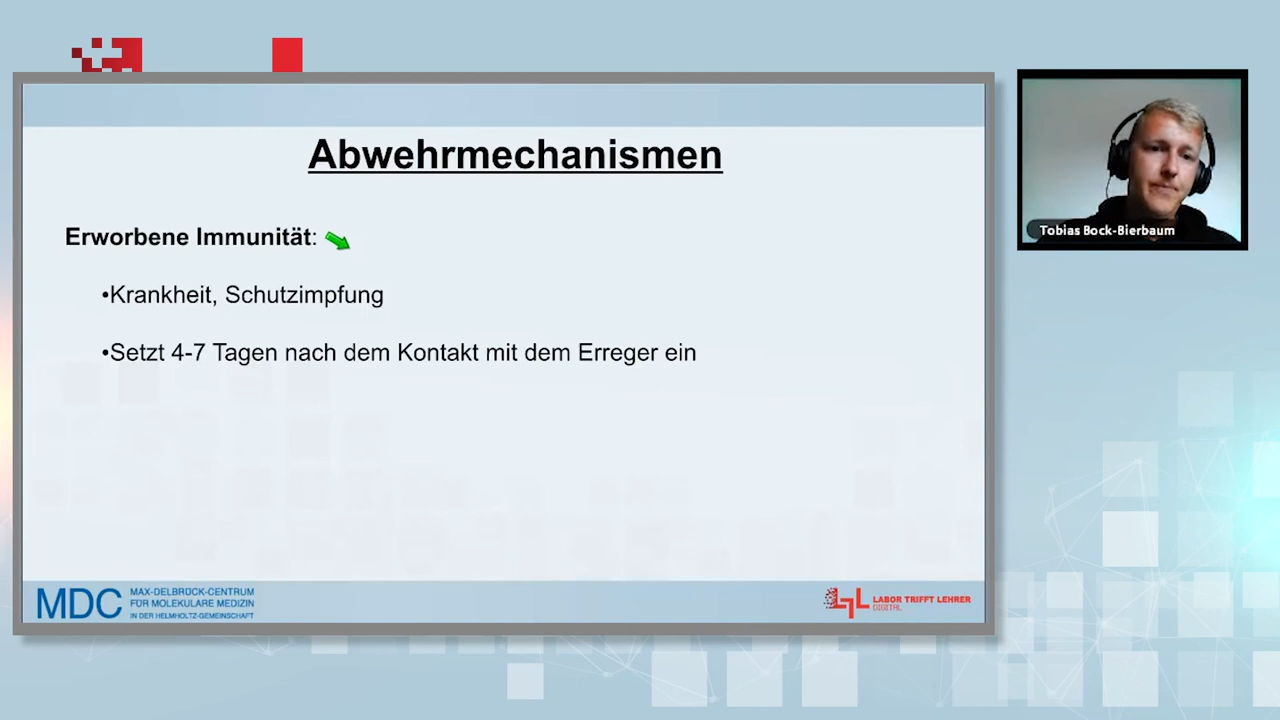 Abwehrmechanismen
Erworbene Immunität:
•Krankheit, Schutzimpfung
•Setzt 4-7 Tagen nach dem Kontakt mit dem Erreger ein
MDC
MAX-DELBRÜCK-CENTRUM
FÜR MOLEKULARE MEDIZIN
IN DER HELMHOLTZ-GEMEINSCHAFT
LTL
LABOR TRIFFT LEHRER
DIGITAL
Tobias Bock-Bierbaum